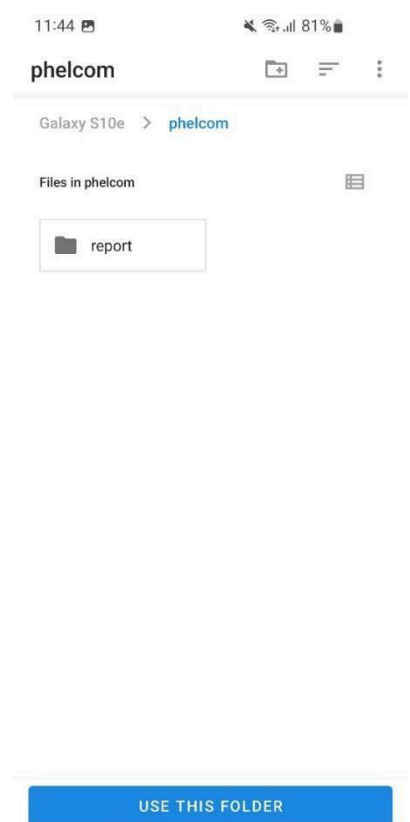 11:44 81%
phelcom
Galaxy S10e > phelcom
Files in phelcom
report
USE THIS FOLDER